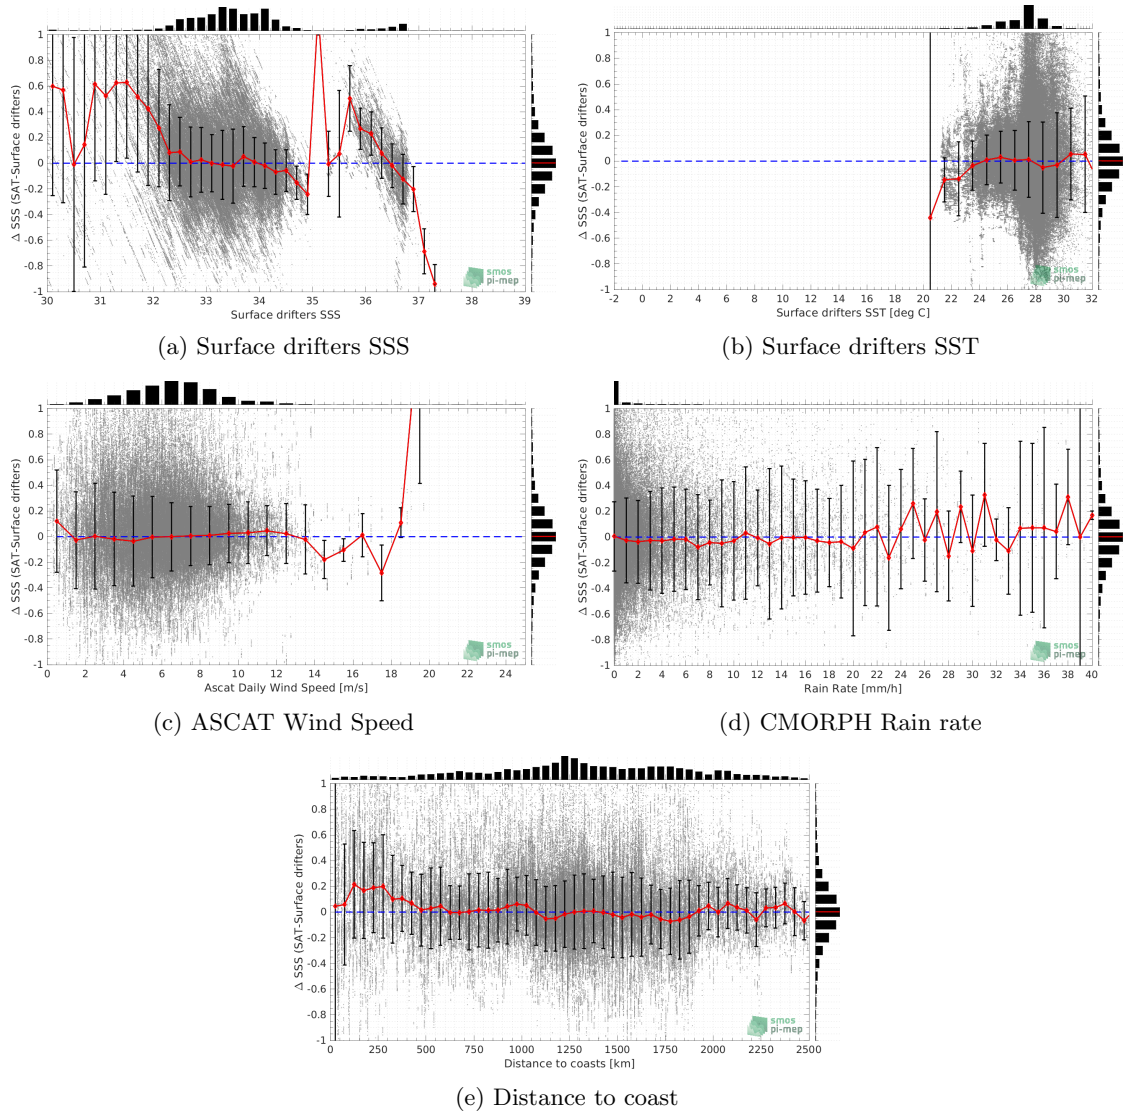 Δ SSS (SAT-Surface drifters)
1
0.8
0.6
0.4
0.2
0
-0.2
-0.4
-0.6
-0.8
-1
smos
pi-mep
30 31 32 33 34 35 36 37 38 39
Surface drifters SSS
(a) Surface drifters SSS
Δ SSS (SAT-Surface drifters)
1
0.8
0.6
0.4
0.2
0
-0.2
-0.4
-0.6
-0.8
-1
smos
pi-mep
-2 0 2 4 6 8 10 12 14 16 18 20 22 24 26 28 30 32
Surface drifters SST [deg C]
(b) Surface drifters SST
Δ SSS (SAT-Surface drifters)
1
0.8
0.6
0.4
0.2
0
-0.2
-0.4
-0.6
-0.8
-1
smos
pi-mep
0 2 4 6 8 10 12 14 16 18 20 22 24
Ascat Daily Wind Speed [m/s]
(c) ASCAT Wind Speed
Δ SSS (SAT-Surface drifters)
1
0.8
0.6
0.4
0.2
0
-0.2
-0.4
-0.6
-0.8
-1
smos
pi-mep
0 2 4 6 8 10 12 14 16 18 20 22 24 26 28 30 32 34 36 38 40
Rain Rate [mm/h]
(d) CMORPH Rain rate
Δ SSS (SAT-Surface drifters)
1
0.8
0.6
0.4
0.2
0
-0.2
-0.4
-0.6
-0.8
-1
smos
pi-mep
0 250 500 750 1000 1250 1500 1750 2000 2250 2500
Distance to coasts [km]
(e) Distance to coast